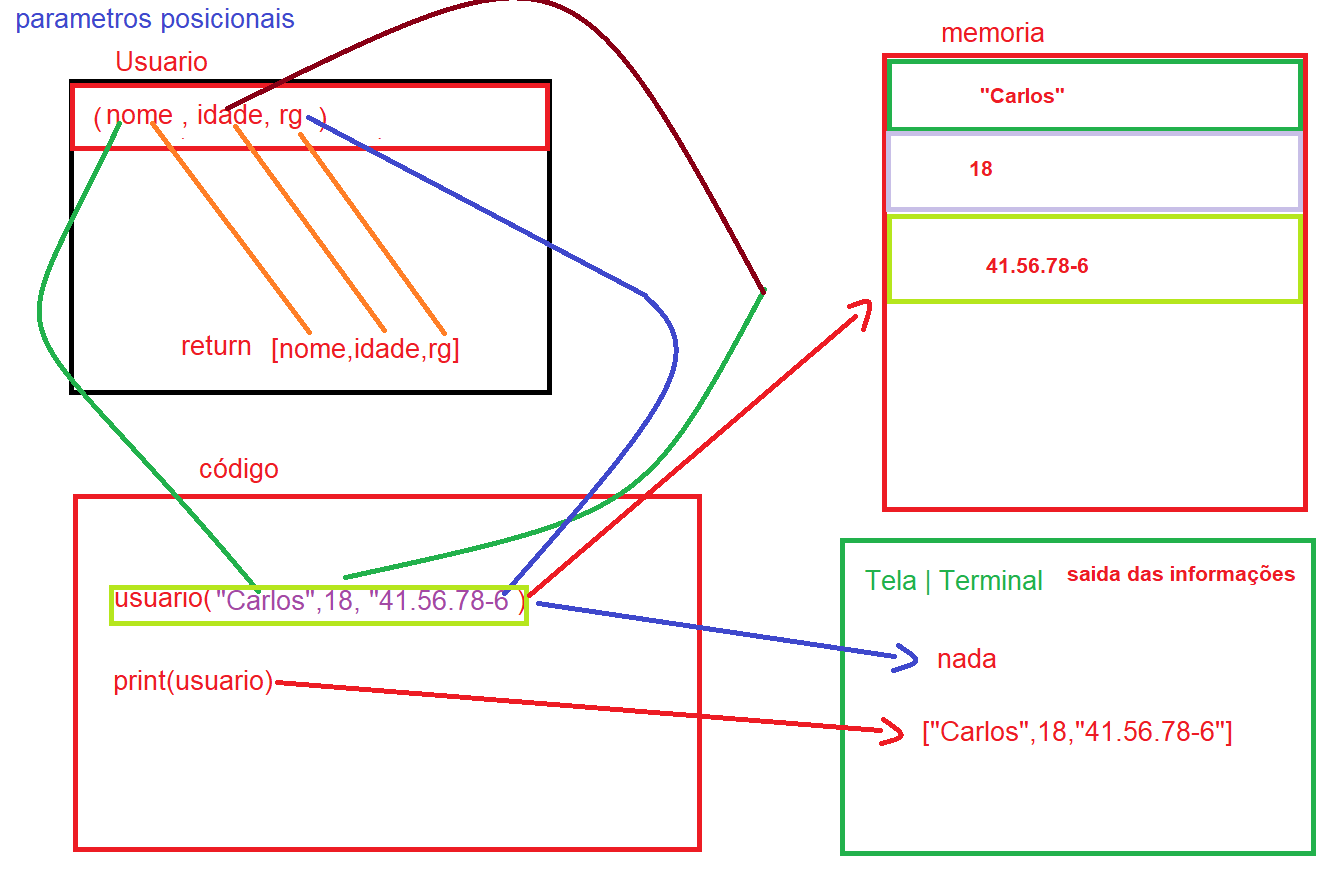 parametros posicionais
Usuario
(nome , idade, rg )
return [nome,idade,rg]
código
usuario("Carlos",18, "41.56.78-6 )
print(usuario)
memoria
"Carlos"
18
41.56.78-6
Tela | Terminal saida das informações
nada
["Carlos",18,"41.56.78-6"]